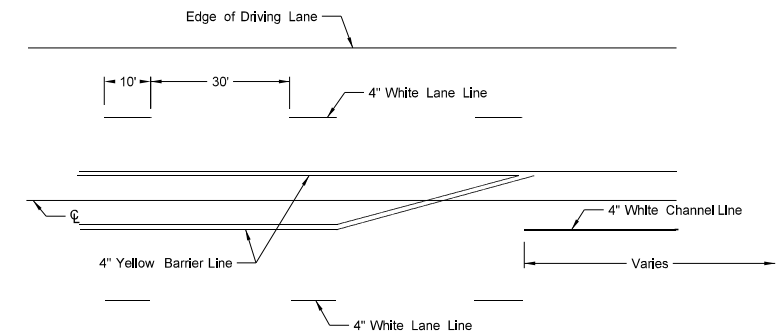 Edge of Driving Lane
10'
30'
4" White Lane Line
℄
4" White Channel Line
4" Yellow Barrier Line
Varies
4" White Lane Line